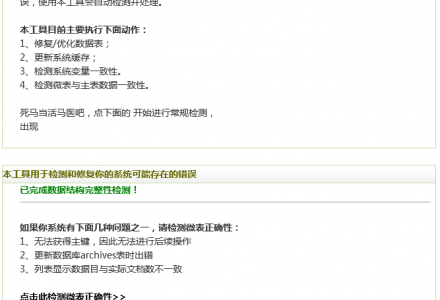 误，使用本工具会自动检测并处理。
本工具目前主要执行下面动作：
1、修复/优化数据表；
2、更新系统缓存；
3、检测系统变量一致性。
4、检测微表与主表数据一致性。
死马当活马医吧，点下面的 开始进行常规检测，
出现
本工具用于检测和修复你的系统可能存在的错误
已完成数据结构完整性检测！
如果你系统有下面几种问题之一，请检测微表正确性：
1、无法获得主键，因此无法进行后续操作
2、更新数据库archives表时出错
3、列表显示数据目与实际文档数不一致
点击此检测微表正确性>>